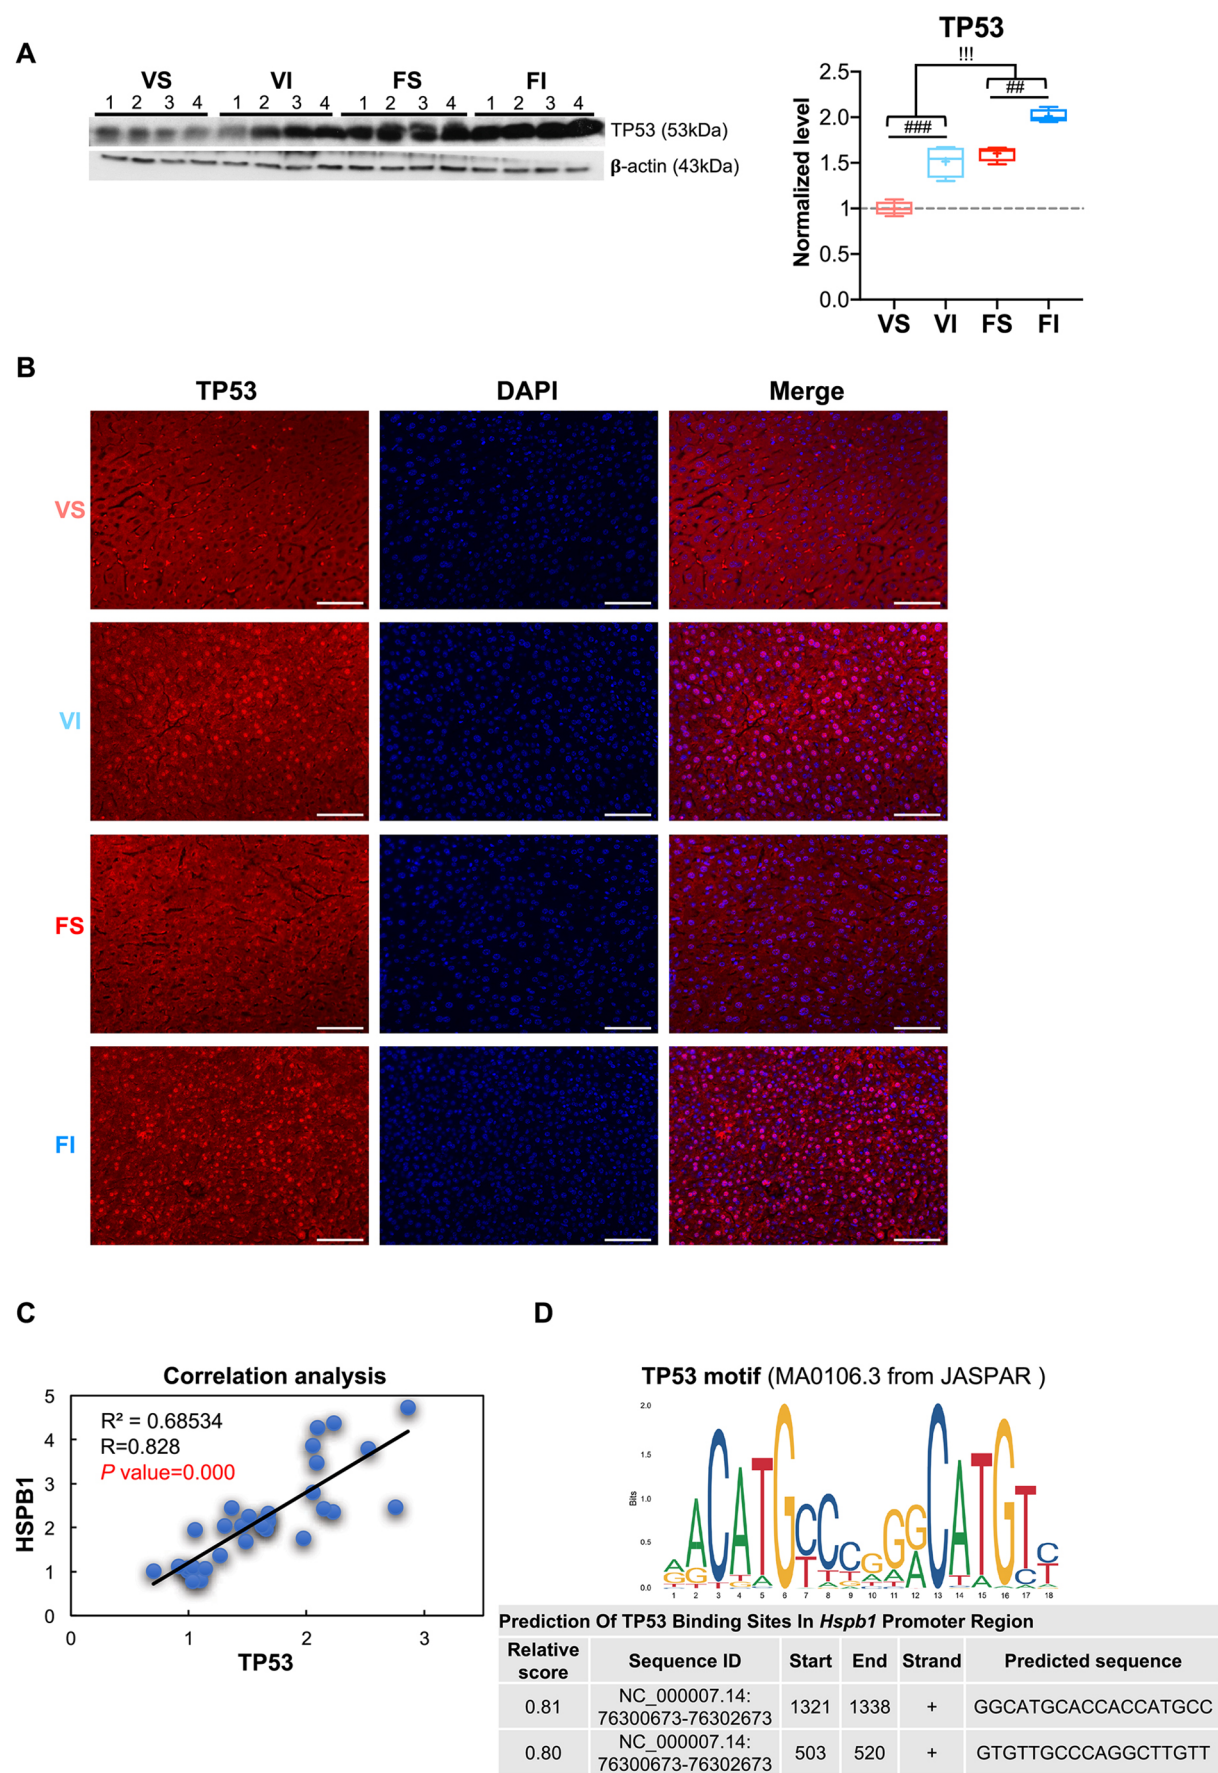 A
VS VI FS FI
1 2 3 4 1 2 3 4 1 2 3 4 1 2 3 4
TP53 (53kDa)
β-actin (43kDa)
TP53
!!!
##
###
Normalized level
2.5
2.0
1.5
1
0.5
0.0
VS VI FS FI
B
TP53 DAPI Merge
VS
VI
FS
FI
C
Correlation analysis
R² = 0.68534
R=0.828
P value=0.000
HSPB1
5
4
3
2
1
0
0 1 2 3
TP53
D
TP53 motif (MA0106.3 from JASPAR )
Bits
2.0
1.5
1.0
0.5
0.0
1 2 3 4 5 6 7 8 9 10 11 12 13 14 15 16 17 18
Prediction Of TP53 Binding Sites In Hspb1 Promoter Region
Relative score Sequence ID Start End Strand Predicted sequence
0.81 NC_000007.14: 76300673-76302673 1321 1338 + GGCATGCACCACCATGCC
0.80 NC_000007.14: 76300673-76302673 503 520 + GTGTTGCCCAGGCTTGTT